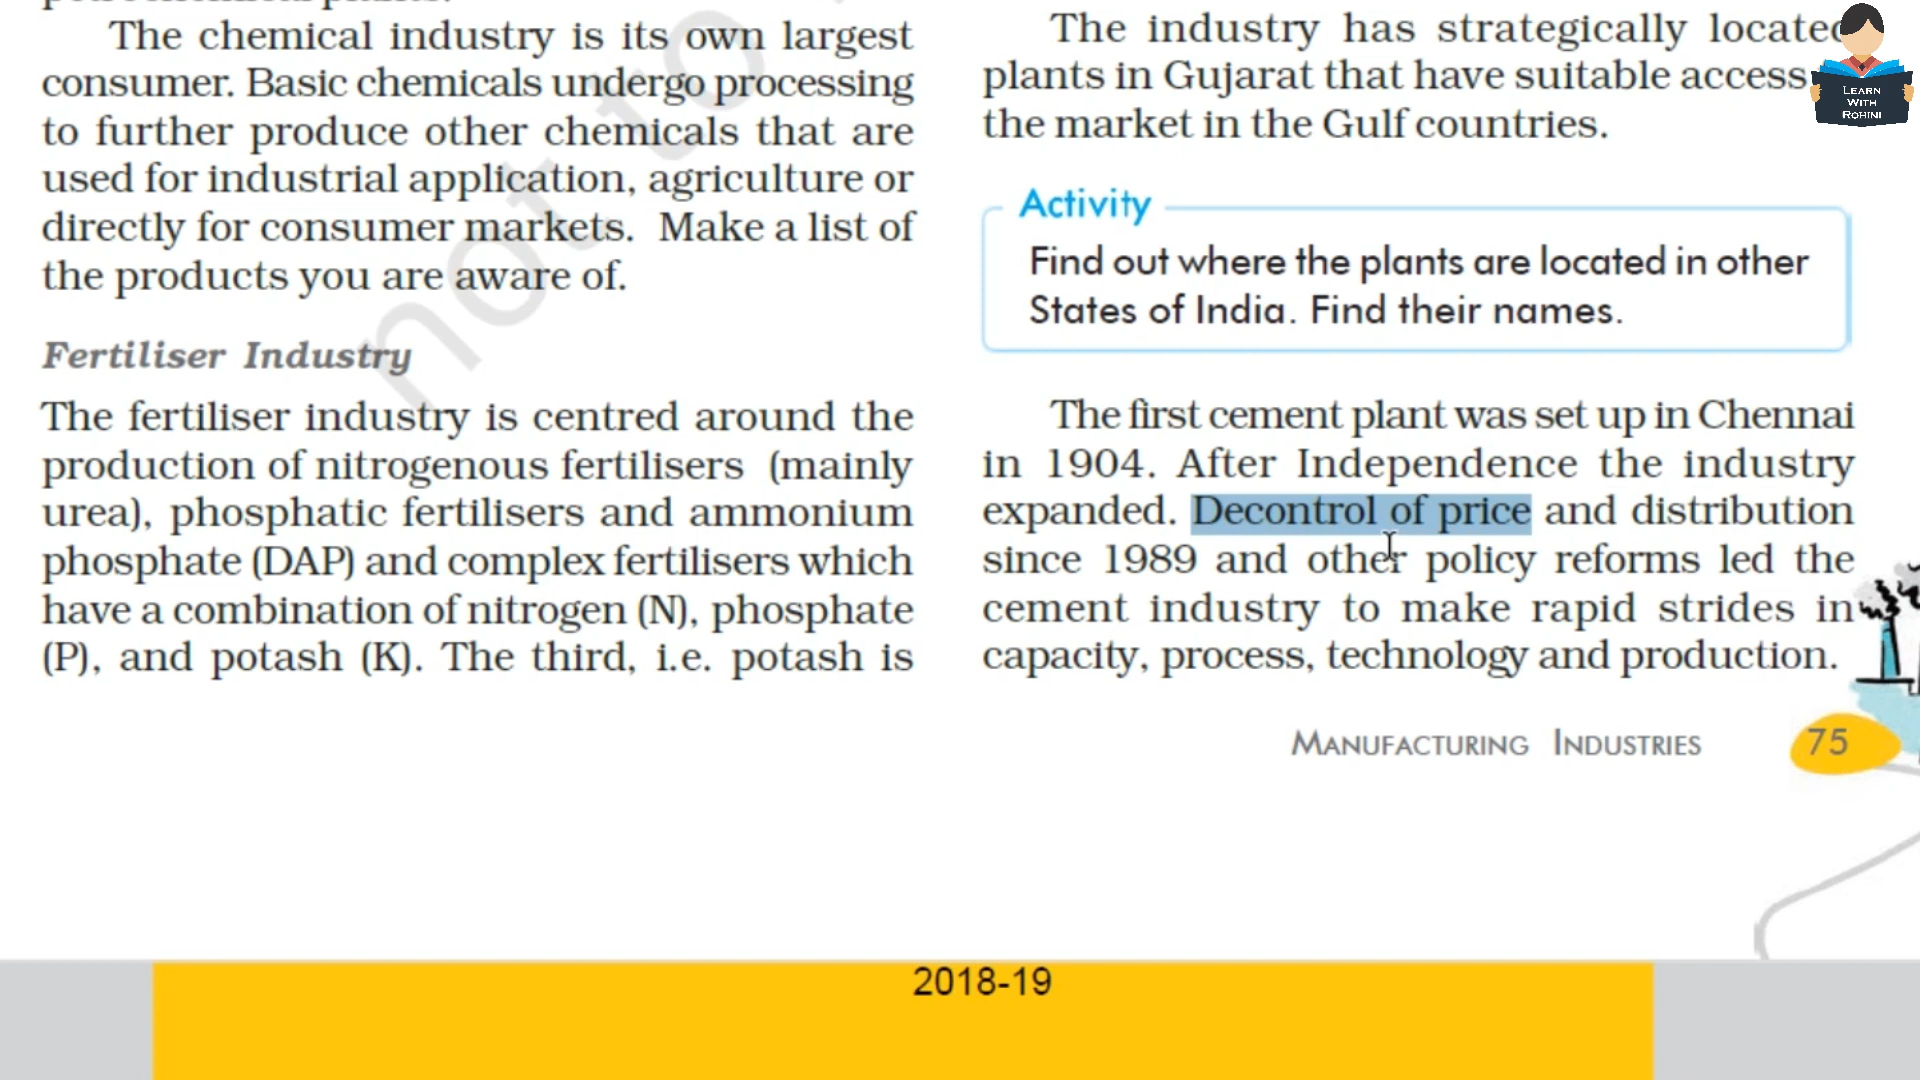 The chemical industry is its own largest
consumer. Basic chemicals undergo processing
to further produce other chemicals that are
used for industrial application, agriculture or
directly for consumer markets. Make a list of
the products you are aware of.
Fertiliser Industry
The fertiliser industry is centred around the
production of nitrogenous fertilisers (mainly
urea), phosphatic fertilisers and ammonium
phosphate (DAP) and complex fertilisers which
have a combination of nitrogen (N), phosphate
(P), and potash (K). The third, i.e. potash is
The industry has strategically located
plants in Gujarat that have suitable access
the market in the Gulf countries.
Activity
Find out where the plants are located in other
States of India. Find their names.
The first cement plant was set up in Chennai
in 1904. After Independence the industry
expanded. Decontrol of price and distribution
since 1989 and other policy reforms led the
cement industry to make rapid strides in
capacity, process, technology and production.
MANUFACTURING INDUSTRIES 75
2018-19
not to
LEARN
WITH
ROHINI